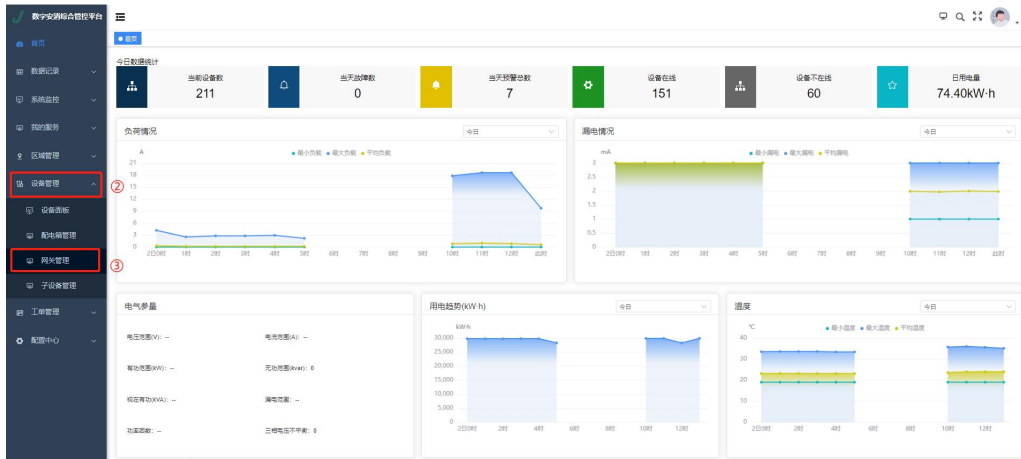 数字安消综合管控平台
首页
首页
数据记录
系统监控
我的服务
区域管理
设备管理
②
设备面板
配电箱管理
网关管理
③
子设备管理
工单管理
配置中心
今日数据统计
当前设备数
211
当天故障数
0
当天预警总数
7
设备在线
151
设备不在线
60
日用电量
74.40kW·h
负荷情况
今日
A
最小负载 最大负载 平均负载
21
18
15
12
9
6
3
0
2日0时 1时 2时 3时 4时 5时 6时 7时 8时 9时 10时 11时 12时
漏电情况
今日
mA
最小漏电 最大漏电 平均漏电
3
2.5
2
1.5
1
0.5
0
2日0时 1时 2时 3时 4时 5时 6时 7时 8时 9时 10时 11时 12时
电气参量
电压范围(V): -- 电流范围(A): --
有功范围(kW): -- 无功范围(kvar): 0
视在有功(kVA): -- 漏电范围: --
功率因数: -- 三相电压不平衡: 0
用电趋势(kW·h)
今日
kW·h
30,000
25,000
20,000
15,000
10,000
5,000
0
2日0时 2时 4时 6时 8时 10时 12时
温度
今日
℃
最小温度 最大温度 平均温度
40
30
20
10
0
2日0时 2时 4时 6时 8时 10时 12时